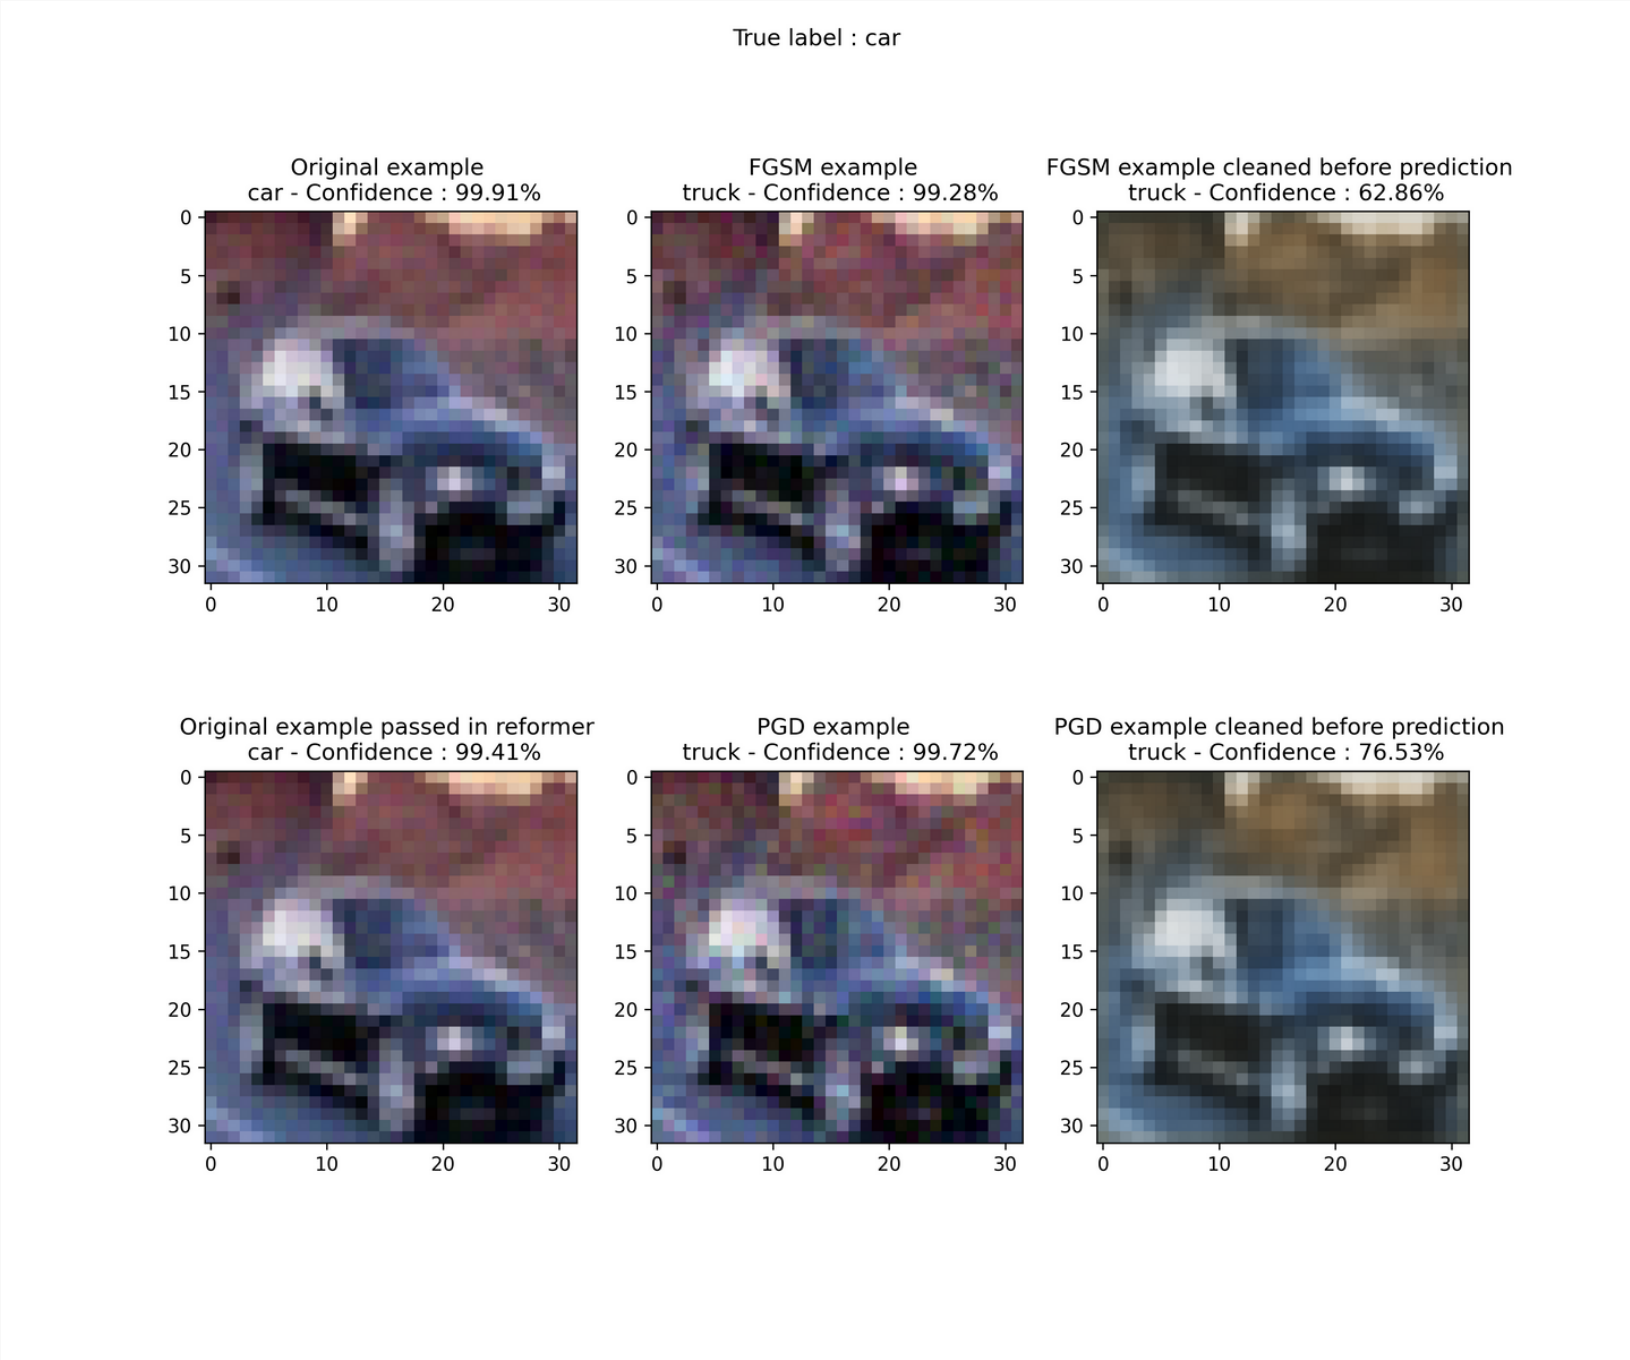 True label : car
Original example
car - Confidence : 99.91%
FGSM example
truck - Confidence : 99.28%
FGSM example cleaned before prediction
truck - Confidence : 62.86%
0
5
10
15
20
25
30
0 10 20 30
0
5
10
15
20
25
30
0 10 20 30
0
5
10
15
20
25
30
0 10 20 30
Original example passed in reformer
car - Confidence : 99.41%
PGD example
truck - Confidence : 99.72%
PGD example cleaned before prediction
truck - Confidence : 76.53%
0
5
10
15
20
25
30
0 10 20 30
0
5
10
15
20
25
30
0 10 20 30
0
5
10
15
20
25
30
0 10 20 30